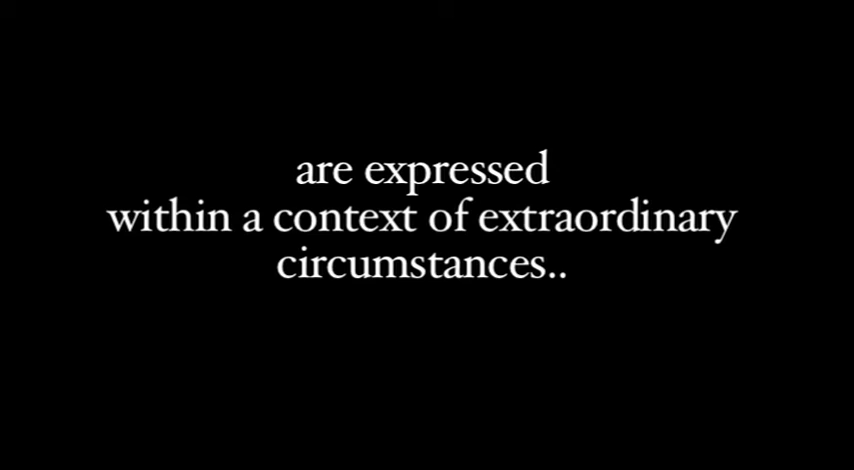 are expressed
within a context of extraordinary
circumstances..